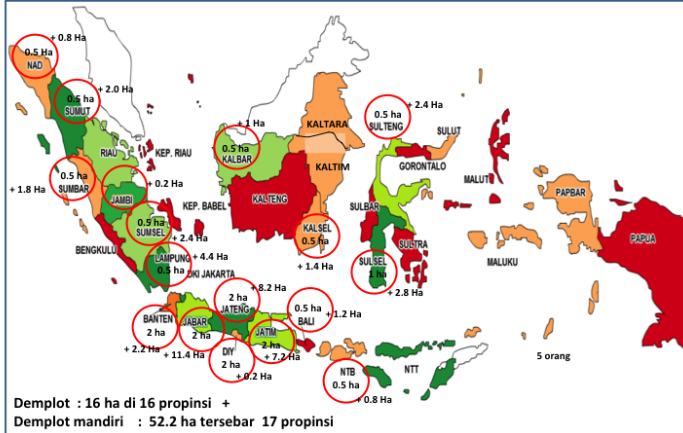 + 0.8 Ha
0.5 Ha
NAD
0.5 ha
SUMUT
+ 2.0 Ha
RIAU
KEP. RIAU
0.5 ha
SUMBAR
+ 1.8 Ha
+ 0.2 Ha
JAMBI
KEP. BABEL
0.5 ha
SUMSEL
+ 2.4 Ha
BENGKULU
LAMPUNG
0.5 ha
+ 4.4 Ha
DKI JAKARTA
+ 1 Ha
0.5 ha
KALBAR
KALTARA
KALTIM
KALTENG
KALSEL
0.5 ha
+ 1.4 Ha
0.5 ha
SULTENG
+ 2.4 Ha
SULUT
GORONTALO
MALUT
SULBAR
SULTRA
SULSEL
1 ha
+ 2.8 Ha
MALUKU
PAPBAR
PAPUA
BANTEN
2 ha
+ 2.2 Ha
JABAR
2 ha
+ 11.4 Ha
2 ha
JATENG
+ 8.2 Ha
DIY
2 ha
+ 0.2 Ha
JATIM
2 ha
+ 7.2 Ha
0.5 ha
BALI
+ 1.2 Ha
NTB
0.5 ha
+ 0.8 Ha
NTT
5 orang
Demplot : 16 ha di 16 propinsi +
Demplot mandiri : 52.2 ha tersebar 17 propinsi